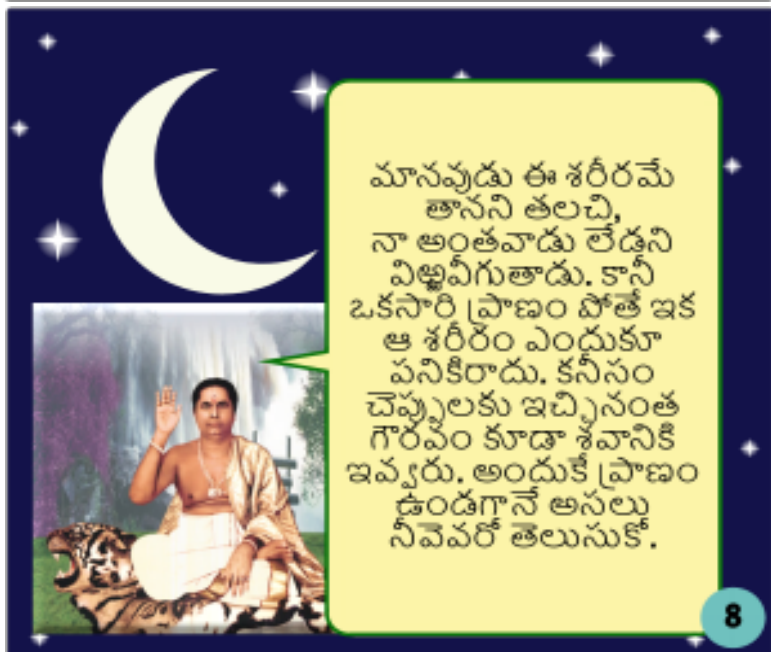 మానవుడు ఈ శరీరమే
తానని తలచి,
నా అంతవాడు లేడని
విఱ్ఱవీగుతాడు. కానీ
ఒకసారి ప్రాణం పోతే ఇక
ఆ శరీరం ఎందుకూ
పనికిరాదు. కనీసం
చెప్పులకు ఇచ్చినంత
గౌరవం కూడా శవానికి
ఇవ్వరు. అందుకే ప్రాణం
ఉండగానే అసలు
నీవెవరో తెలుసుకో.
8